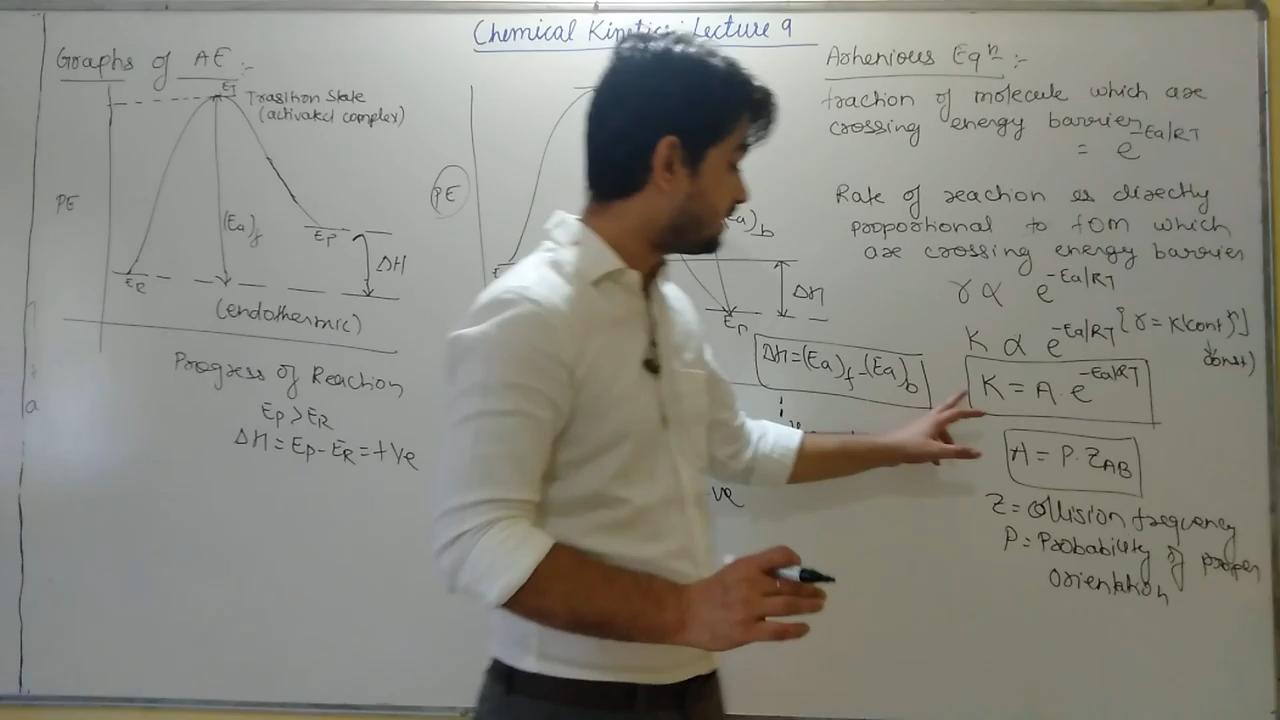 Chemical Kinetics: Lecture 9
Graphs of AE :-
ET
Trasition State
(activated complex)
PE
(Ea)f
EP
ΔH
ER
(endothermic)
Progress of Reaction
EP > ER
ΔH = EP - ER = +ve
PE
a)b
ΔH
EP
ΔH = (Ea)f - (Ea)b
ve
Arhenious Eqn :-
fraction of molecule which are
crossing energy barrier
= e-Ea/RT
Rate of reaction is directly
proportional to fOM which
are crossing energy barrier
r ∝ e-Ea/RT
K ∝ e-Ea/RT [r = K(conc)n]
const)
K = A . e-Ea/RT
A = P . ZAB
Z = Collision frequency
P = Probability of proper
orientation